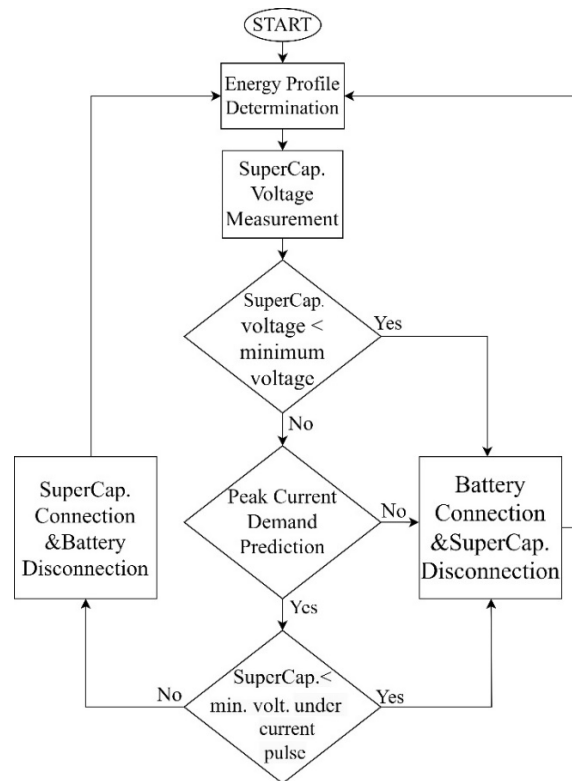 START
Energy Profile
Determination
SuperCap.
Voltage
Measurement
SuperCap.
voltage <
minimum
voltage
Yes
No
SuperCap.
Connection
&Battery
Disconnection
Peak Current
Demand
Prediction
No
Battery
Connection
&SuperCap.
Disconnection
Yes
No
SuperCap.<
min. volt. under
current
pulse
Yes